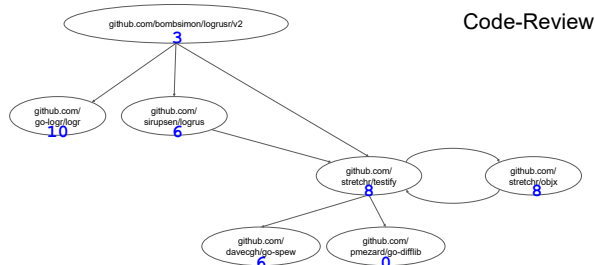 Code-Review
github.com/bombsimon/logrusr/v2
3
github.com/
go-logr/logr
10
github.com/
sirupsen/logrus
6
github.com/
stretchr/testify
8
github.com/
stretchr/objx
8
github.com/
davecgh/go-spew
6
github.com/
pmezard/go-difflib
0